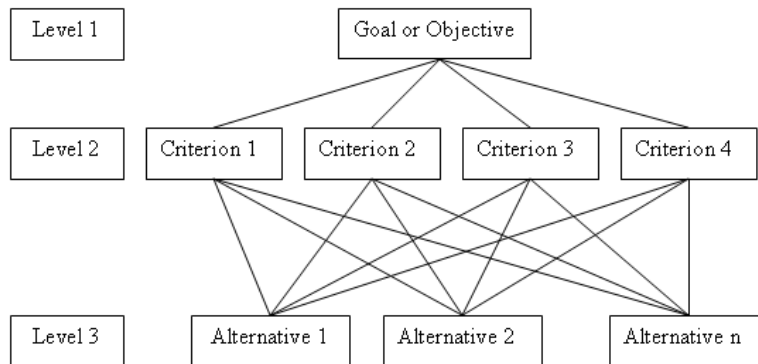 Level 1
Goal or Objective
Level 2
Criterion 1
Criterion 2
Criterion 3
Criterion 4
Level 3
Alternative 1
Alternative 2
Alternative n